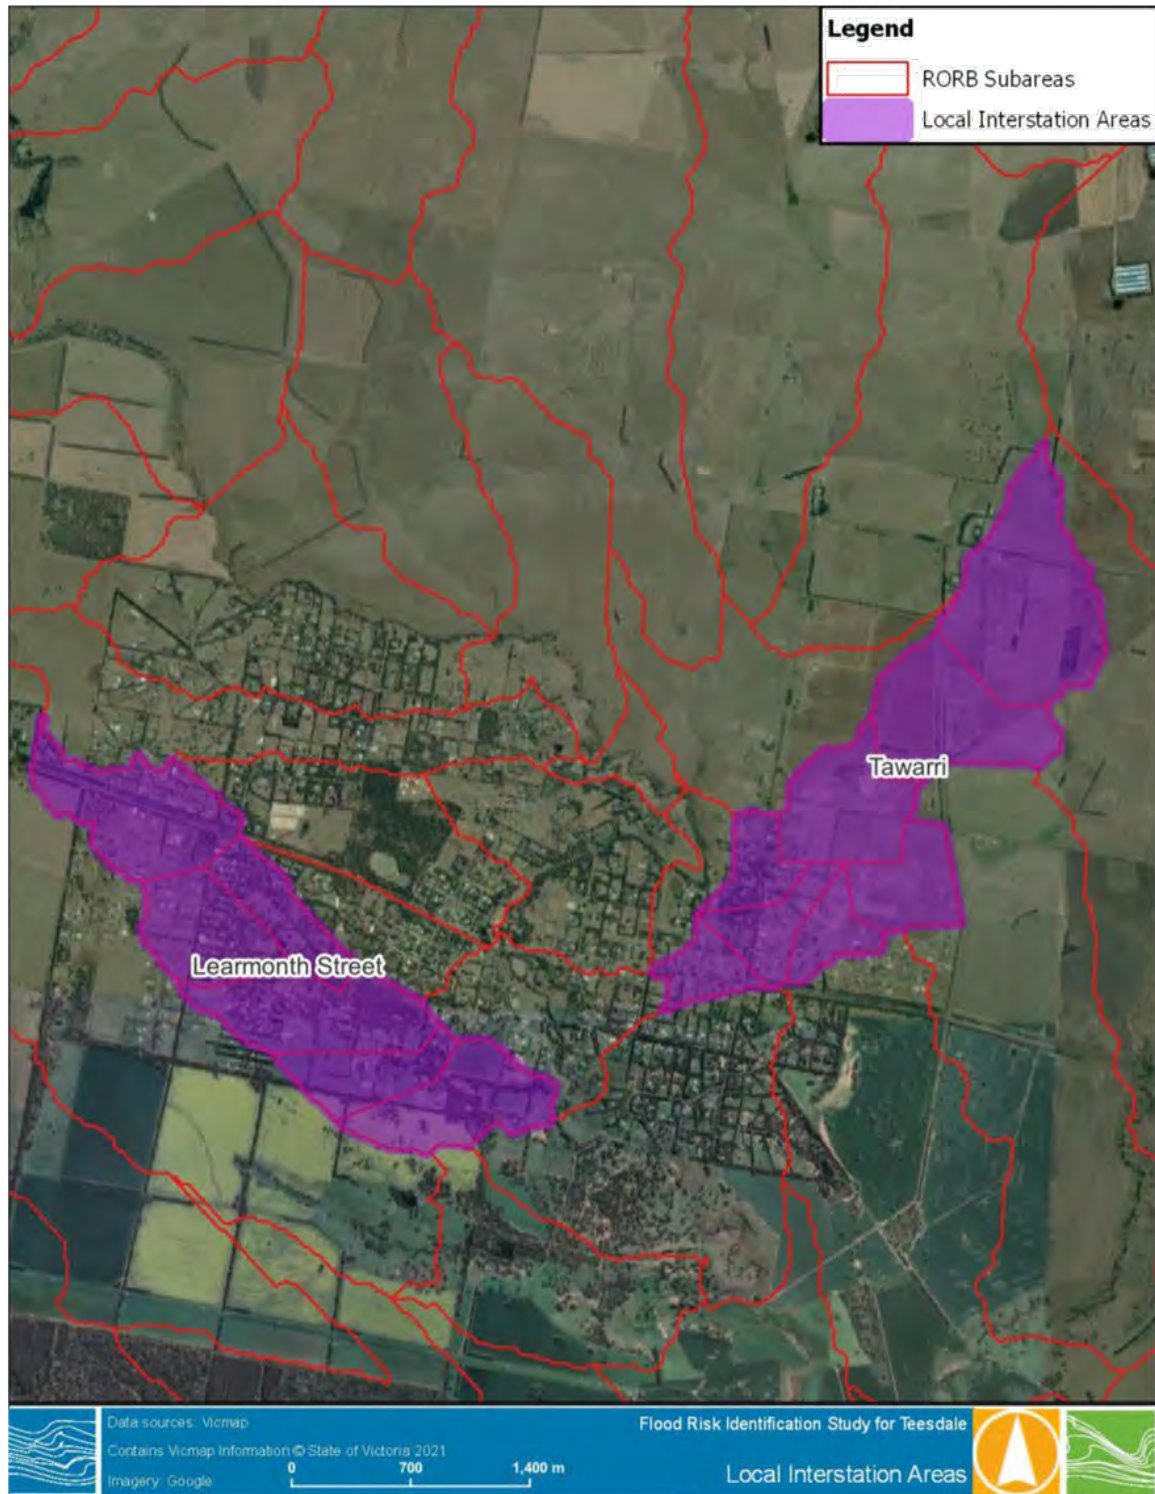 Legend
RORB Subareas
Local Interstation Areas
Tawarri
Learmonth Street
Data sources: Vicmap
Contains Vicmap Information © State of Victoria 2021
Imagery: Google
0 700 1,400 m
Flood Risk Identification Study for Teesdale
Local Interstation Areas